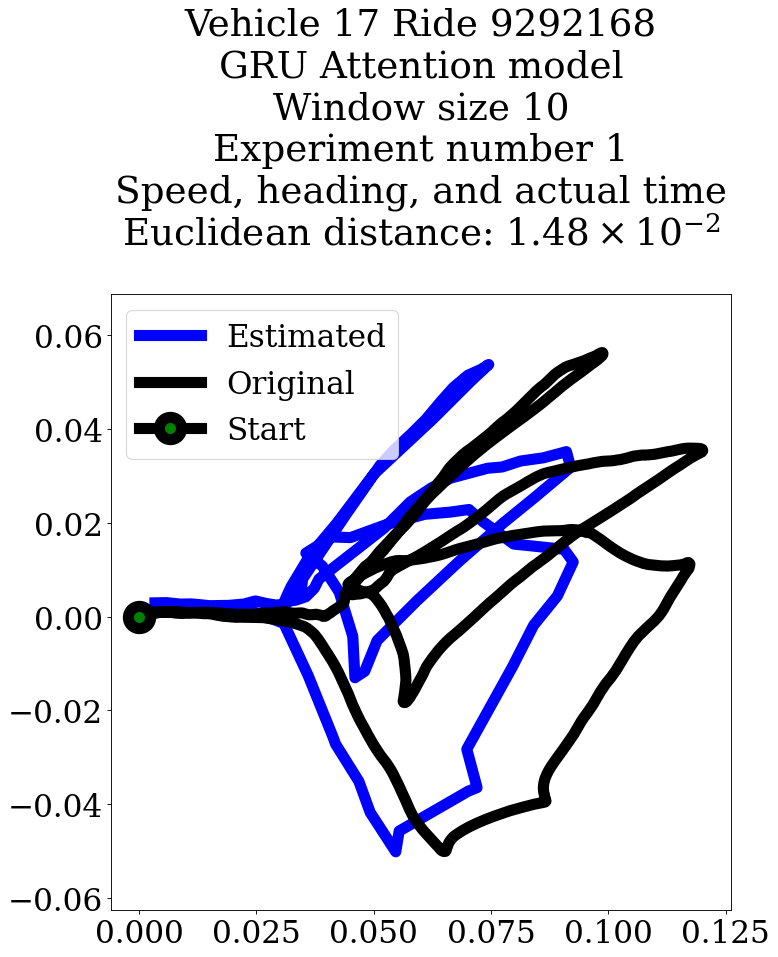 Vehicle 17 Ride 9292168
GRU Attention model
Window size 10
Experiment number 1
Speed, heading, and actual time
Euclidean distance: 1.48 × 10⁻²
Estimated
Original
Start
0.06
0.04
0.02
0.00
−0.02
−0.04
−0.06
0.000 0.025 0.050 0.075 0.100 0.125